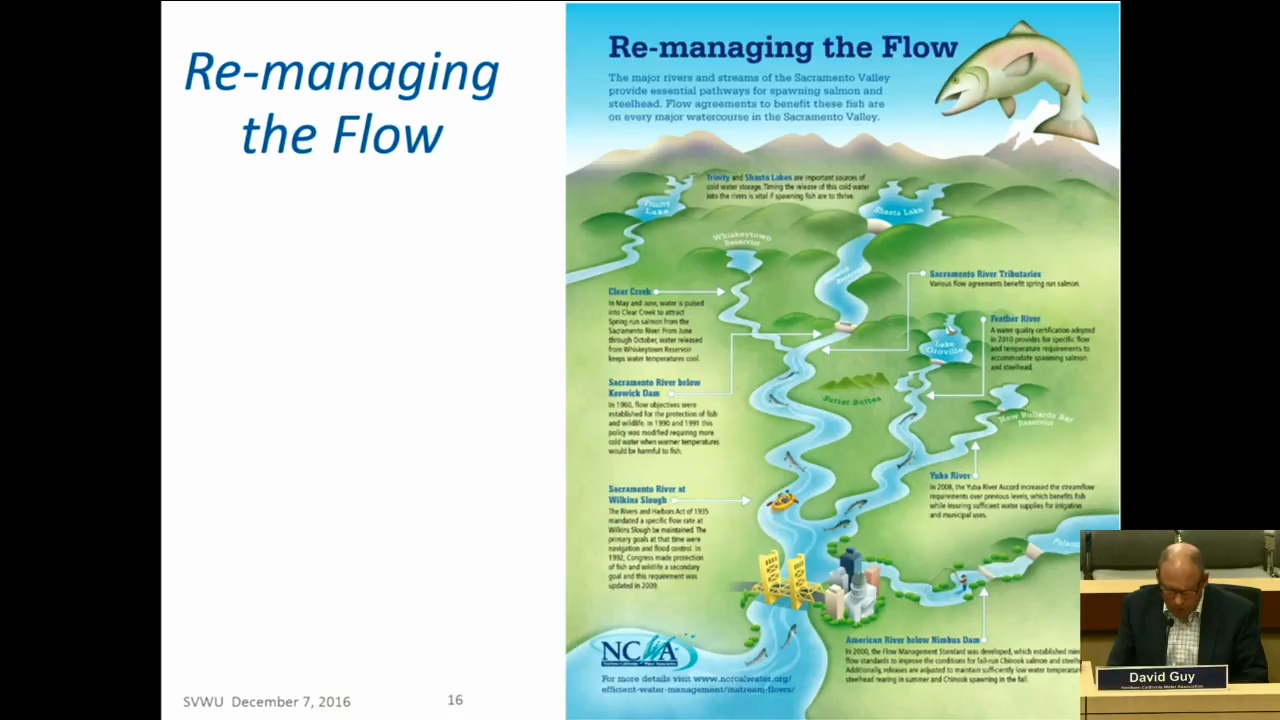 Re-managing
the Flow
SVWU December 7, 2016
16
Re-managing the Flow
The major rivers and streams of the Sacramento Valley
provide essential pathways for spawning salmon and
steelhead. Flow agreements to benefit these fish are
on every major watercourse in the Sacramento Valley.
Trinity and Shasta Lakes are important sources of
cold water storage. Timing the release of this cold water
into the rivers is vital if spawning fish are to thrive.
Trinity
Lake
Shasta Lake
Whiskeytown
Reservoir
Keswick
Reservoir
Sacramento River Tributaries
Various flow agreements benefit spring run salmon.
Clear Creek
In May and June, water is pulsed
into Clear Creek to attract
Spring-run salmon from the
Sacramento River. From June
through October, water released
from Whiskeytown Reservoir
keeps water temperatures cool.
Feather River
A water quality certification adopted
in 2010 provides for specific flow
and temperature requirements to
accommodate spawning salmon
and steelhead.
Lake
Oroville
Sacramento River below
Keswick Dam
In 1960, flow objectives were
established for the protection of fish
and wildlife. In 1990 and 1991 this
policy was modified requiring more
cold water when warmer temperatures
would be harmful to fish.
Sutter Buttes
New Bullards Bar
Reservoir
Yuba River
In 2008, the Yuba River Accord increased the streamflow
requirements over previous levels, which benefits fish
while insuring sufficient water supplies for irrigation
and municipal uses.
Sacramento River at
Wilkins Slough
The Rivers and Harbors Act of 1935
mandated a specific flow rate at
Wilkins Slough be maintained. The
primary goals at that time were
navigation and flood control. In
1992, Congress made protection
of fish and wildlife a secondary
goal and this requirement was
updated in 2009.
American River below Nimbus Dam
In 2000, the Flow Management Standard was developed, which established
flow standards to improve the conditions for fall-run Chinook salmon and
Additionally, releases are adjusted to maintain sufficiently low water
steelhead rearing in summer and Chinook spawning in the fall.
NCWA
Northern California Water Association
For more details visit www.norcalwater.org/
efficient-water-management/instream-flows/
David Guy
Northern California Water Association